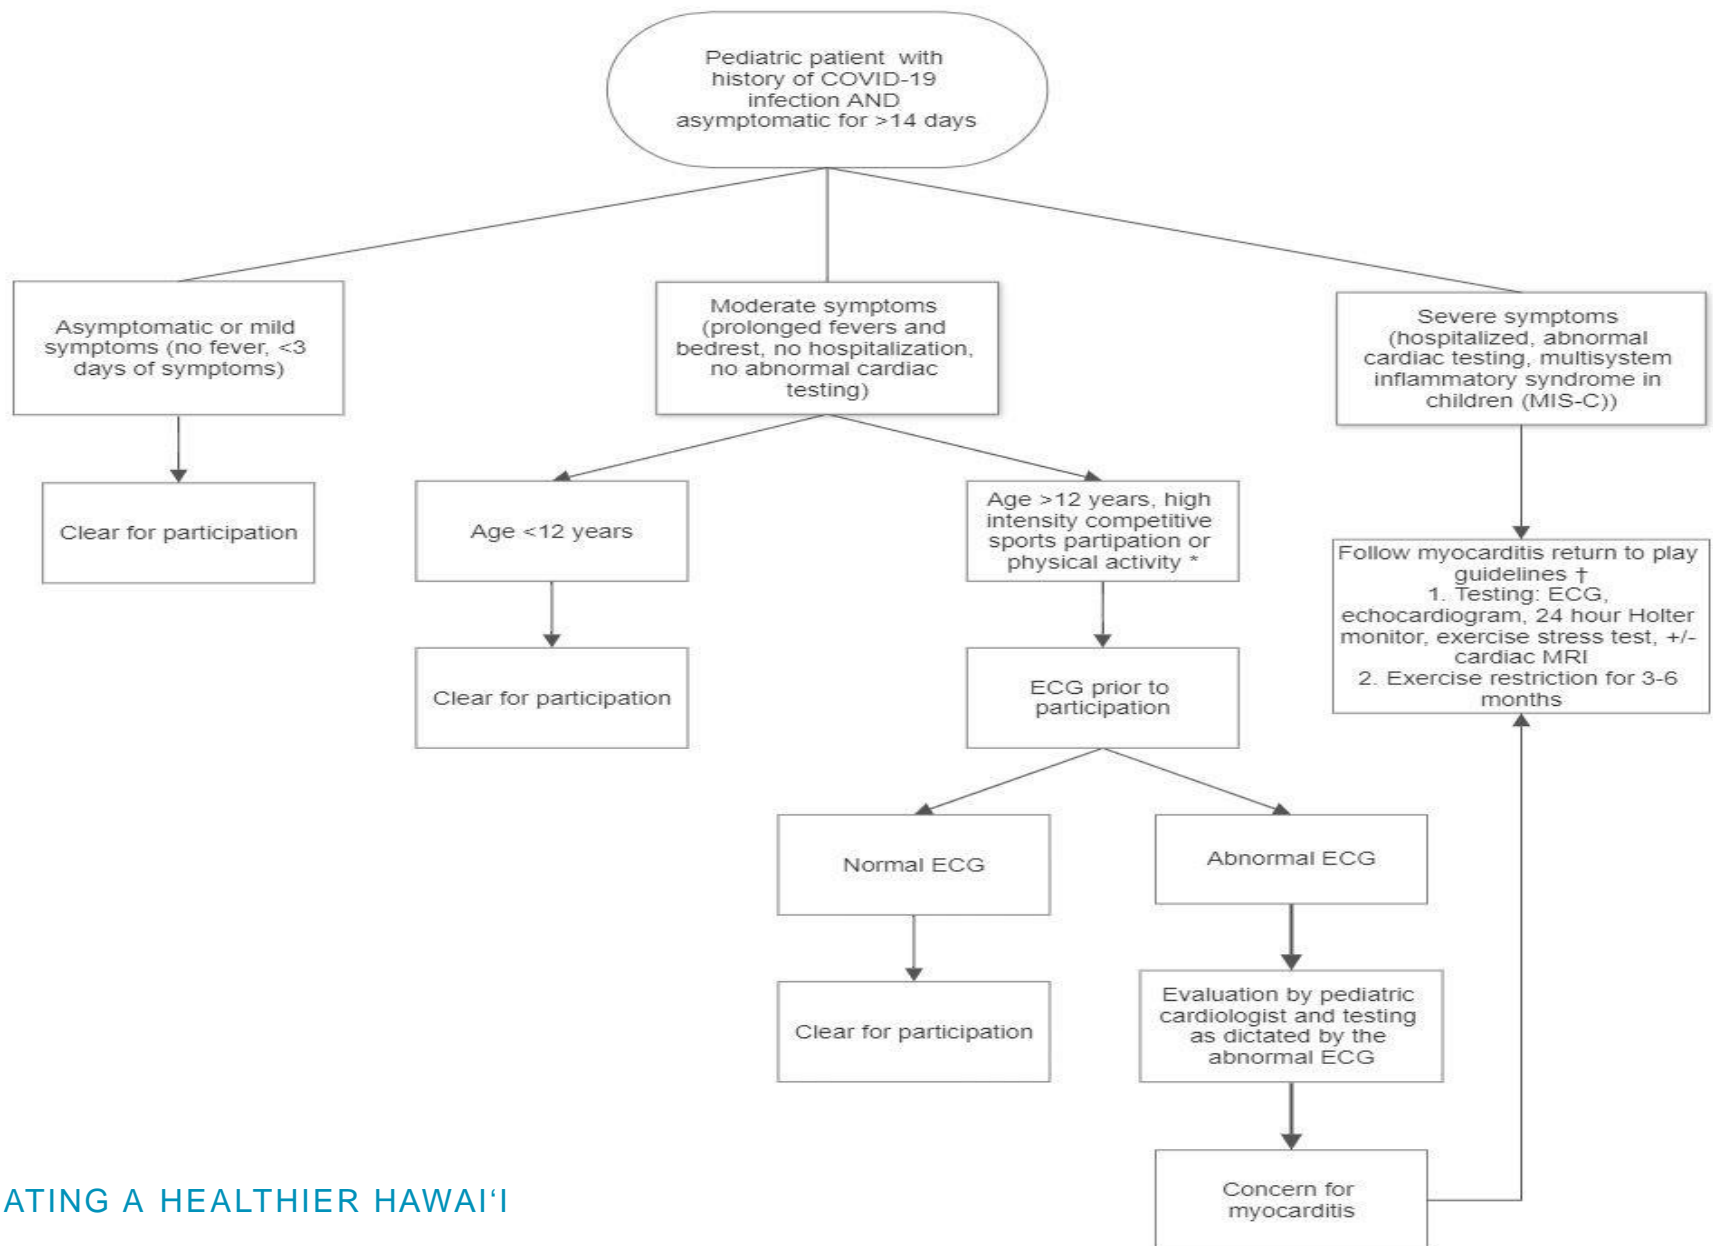 Pediatric patient with
history of COVID-19
infection AND
asymptomatic for >14 days
Asymptomatic or mild
symptoms (no fever, <3
days of symptoms)
Clear for participation
Moderate symptoms
(prolonged fevers and
bedrest, no hospitalization,
no abnormal cardiac
testing)
Age <12 years
Clear for participation
Age >12 years, high
intensity competitive
sports partipation or
physical activity *
ECG prior to
participation
Normal ECG
Clear for participation
Abnormal ECG
Evaluation by pediatric
cardiologist and testing
as dictated by the
abnormal ECG
Concern for
myocarditis
Severe symptoms
(hospitalized, abnormal
cardiac testing, multisystem
inflammatory syndrome in
children (MIS-C))
Follow myocarditis return to play
guidelines †
1. Testing: ECG,
echocardiogram, 24 hour Holter
monitor, exercise stress test, +/-
cardiac MRI
2. Exercise restriction for 3-6
months
ATING A HEALTHIER HAWAIʻI